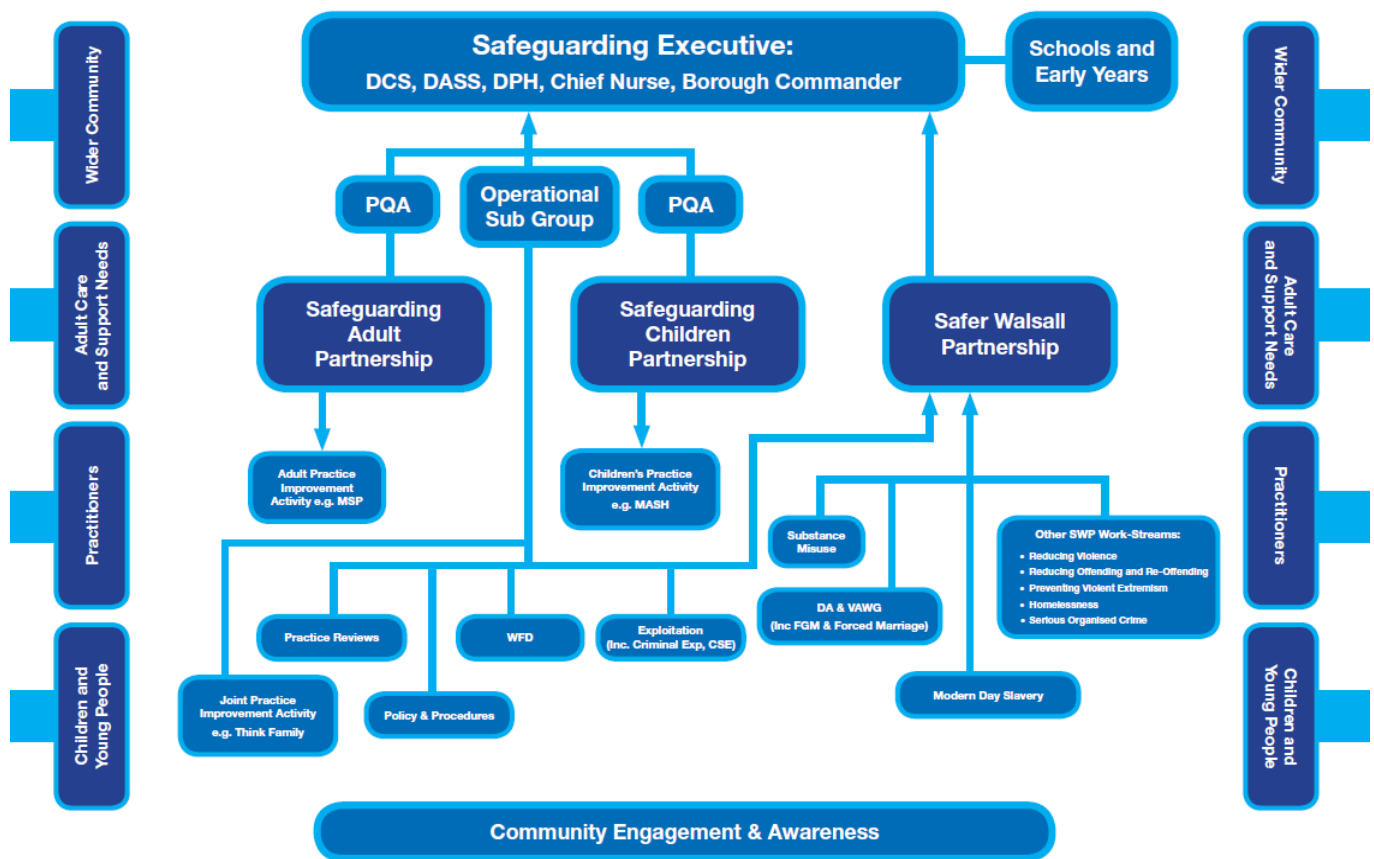 Safeguarding Executive:
DCS, DASS, DPH, Chief Nurse, Borough Commander
Schools and
Early Years
Wider Community
Adult Care
and Support Needs
Practitioners
Children and
Young People
PQA
Operational
Sub Group
PQA
Safeguarding
Adult
Partnership
Safeguarding
Children
Partnership
Safer Walsall
Partnership
Adult Practice
Improvement
Activity e.g. MSP
Children's Practice
Improvement Activity
e.g. MASH
Substance
Misuse
Other SWP Work-Streams:
• Reducing Violence
• Reducing Offending and Re-Offending
• Preventing Violent Extremism
• Homelessness
• Serious Organised Crime
DA & VAWG
(Inc FGM & Forced Marriage)
Practice Reviews
WFD
Exploitation
(Inc. Criminal Exp, CSE)
Joint Practice
Improvement Activity
e.g. Think Family
Policy & Procedures
Modern Day Slavery
Wider Community
Adult Care
and Support Needs
Practitioners
Children and
Young People
Community Engagement & Awareness